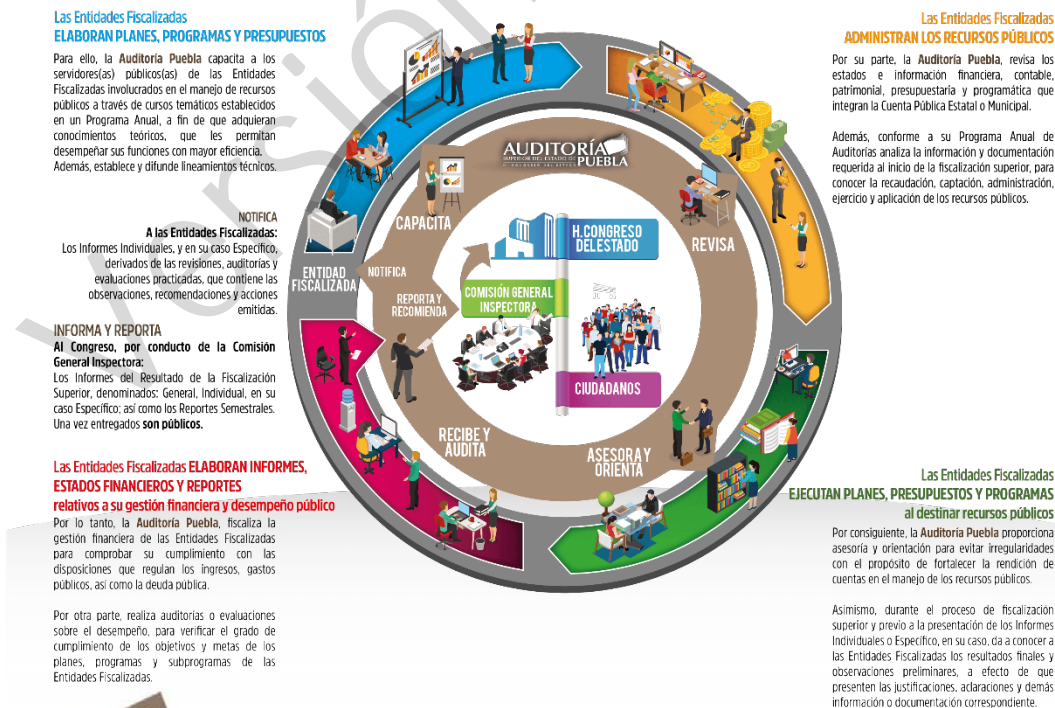 Las Entidades Fiscalizadas
ELABORAN PLANES, PROGRAMAS Y PRESUPUESTOS
Para ello, la Auditoría Puebla capacita a los
servidores(as) públicos(as) de las Entidades
Fiscalizadas involucrados en el manejo de recursos
públicos a través de cursos temáticos establecidos
en un Programa Anual, a fin de que adquieran
conocimientos teóricos, que les permitan
desempeñar sus funciones con mayor eficiencia.
Además, establece y difunde lineamientos técnicos.
NOTIFICA
A las Entidades Fiscalizadas:
Los Informes Individuales, y en su caso Específico,
derivados de las revisiones, auditorías y
evaluaciones practicadas, que contiene las
observaciones, recomendaciones y acciones
emitidas.
INFORMA Y REPORTA
Al Congreso, por conducto de la Comisión
General Inspectora:
Los Informes del Resultado de la Fiscalización
Superior, denominados: General, Individual, en su
caso Específico; así como los Reportes Semestrales.
Una vez entregados son públicos.
Las Entidades Fiscalizadas ELABORAN INFORMES,
ESTADOS FINANCIEROS Y REPORTES
relativos a su gestión financiera y desempeño público
Por lo tanto, la Auditoría Puebla, fiscaliza la
gestión financiera de las Entidades Fiscalizadas
para comprobar su cumplimiento con las
disposiciones que regulan los ingresos, gastos
públicos, así como la deuda pública.
Por otra parte, realiza auditorías o evaluaciones
sobre el desempeño, para verificar el grado de
cumplimiento de los objetivos y metas de los
planes, programas y subprogramas de las
Entidades Fiscalizadas.
AUDITORÍA
SUPERIOR DEL ESTADO DE
PUEBLA
CAPACITA
REVISA
H. CONGRESO
DEL ESTADO
ENTIDAD
FISCALIZADA
NOTIFICA
REPORTA Y
RECOMIENDA
COMISIÓN GENERAL
INSPECTORA
CIUDADANOS
RECIBE Y
AUDITA
ASESORA Y
ORIENTA
Las Entidades Fiscalizadas
ADMINISTRAN LOS RECURSOS PÚBLICOS
Por su parte, la Auditoría Puebla, revisa los
estados e información financiera, contable,
patrimonial, presupuestaria y programática que
integran la Cuenta Pública Estatal o Municipal.
Además, conforme a su Programa Anual de
Auditorías analiza la información y documentación
requerida al inicio de la fiscalización superior, para
conocer la recaudación, captación, administración,
ejercicio y aplicación de los recursos públicos.
Las Entidades Fiscalizadas
EJECUTAN PLANES, PRESUPUESTOS Y PROGRAMAS
al destinar recursos públicos
Por consiguiente, la Auditoría Puebla proporciona
asesoría y orientación para evitar irregularidades
con el propósito de fortalecer la rendición de
cuentas en el manejo de los recursos públicos.
Asimismo, durante el proceso de fiscalización
superior y previo a la presentación de los Informes
Individuales o Específico, en su caso, da a conocer a
las Entidades Fiscalizadas los resultados finales y
observaciones preliminares, a efecto de que
presenten las justificaciones, aclaraciones y demás
información o documentación correspondiente.
Versión